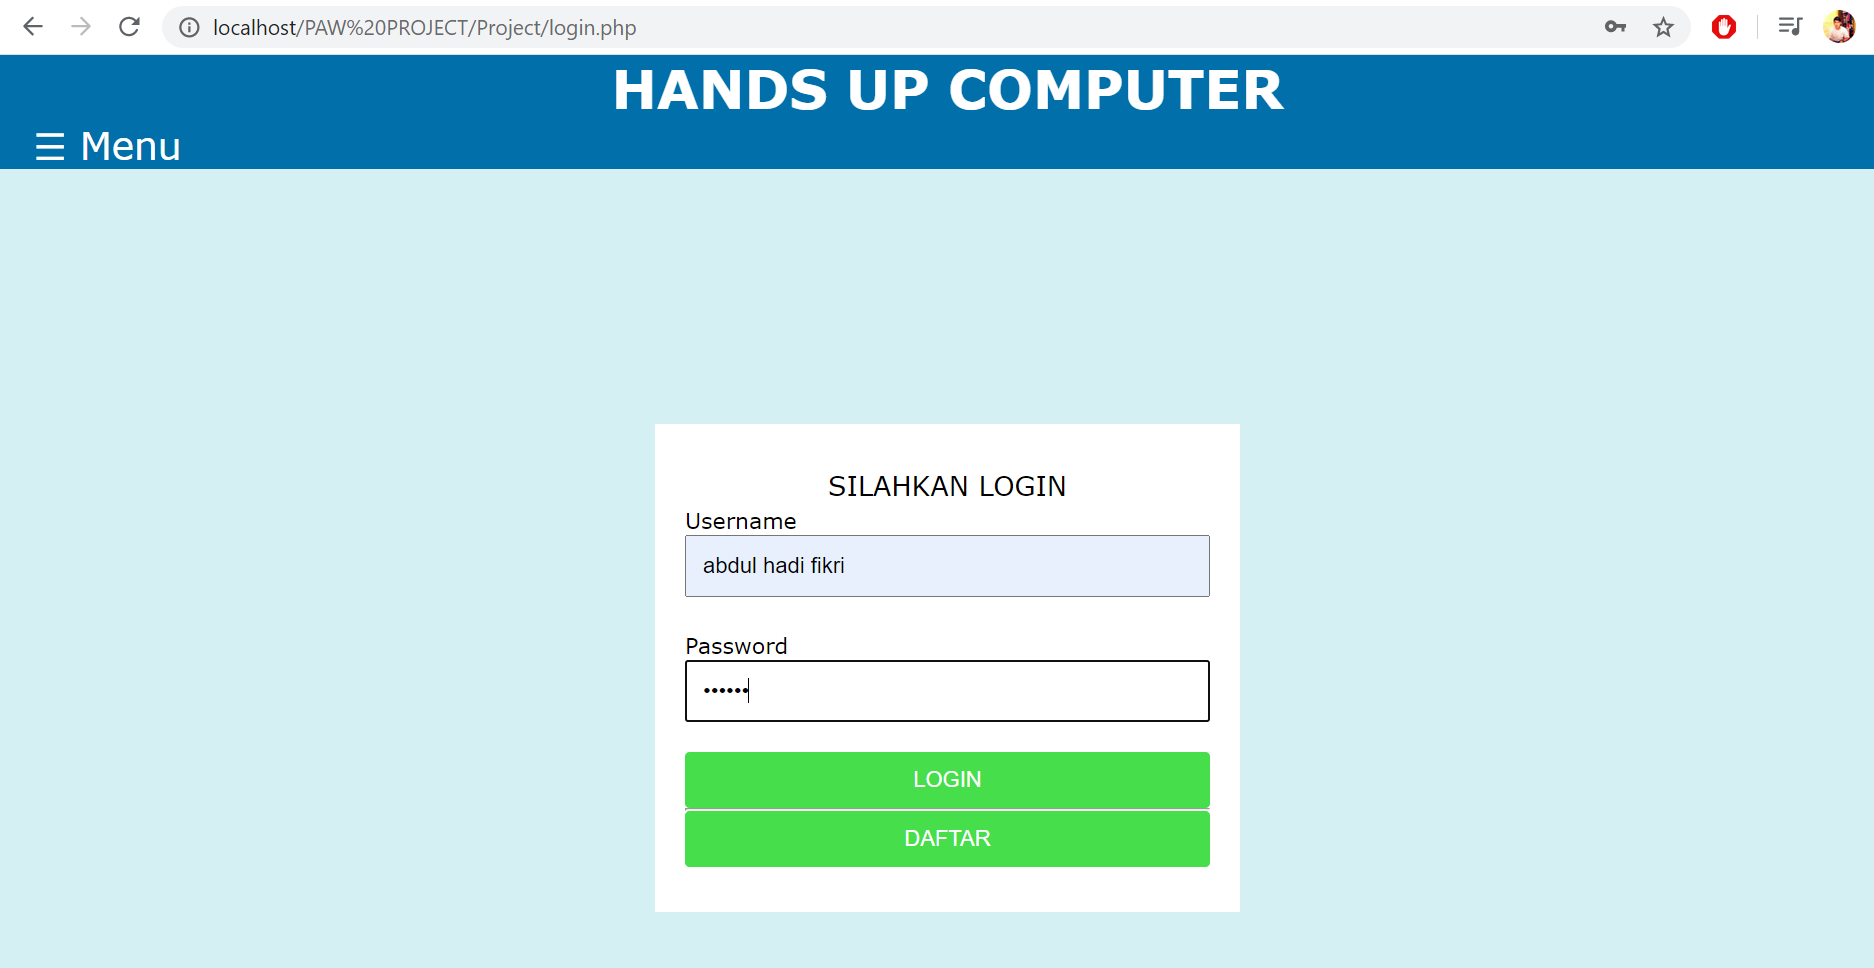 localhost/PAW%20PROJECT/Project/login.php
HANDS UP COMPUTER
☰ Menu
SILAHKAN LOGIN
Username
abdul hadi fikri
Password
••••••
LOGIN
DAFTAR